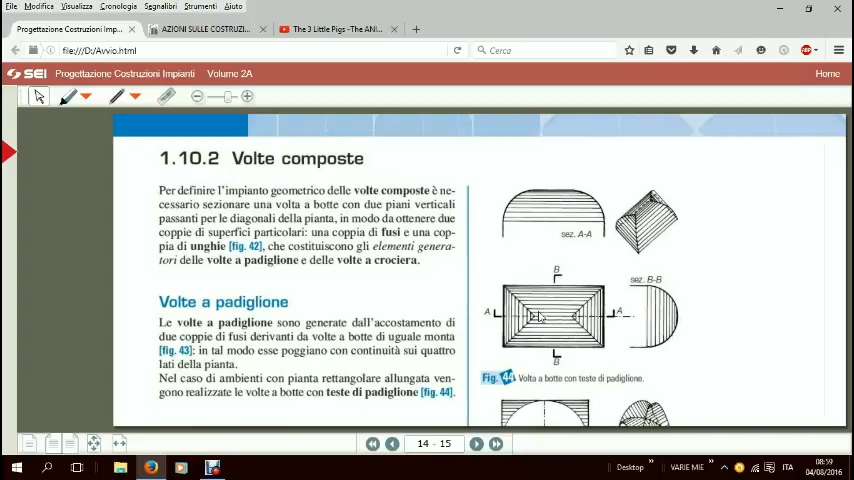 File Modifica Visualizza Cronologia Segnalibri Strumenti Aiuto
Progettazione Costruzioni Imp...
AZIONI SULLE COSTRUZI...
The 3 Little Pigs -The ANI...
file:///D:/Avvio.html
Cerca
ABP
SEI Progettazione Costruzioni Impianti Volume 2A Home
1.10.2 Volte composte
Per definire l'impianto geometrico delle volte composte è ne-
cessario sezionare una volta a botte con due piani verticali
passanti per le diagonali della pianta, in modo da ottenere due
coppie di superfici particolari: una coppia di fusi e una cop-
pia di unghie [fig. 42], che costituiscono gli elementi genera-
tori delle volte a padiglione e delle volte a crociera.
Volte a padiglione
Le volte a padiglione sono generate dall'accostamento di
due coppie di fusi derivanti da volte a botte di uguale monta
[fig. 43]: in tal modo esse poggiano con continuità sui quattro
lati della pianta.
Nel caso di ambienti con pianta rettangolare allungata ven-
gono realizzate le volte a botte con teste di padiglione [fig. 44].
sez. A-A
B
sez. B-B
A
A
B
Fig. 44 Volta a botte con teste di padiglione.
14 - 15
Desktop
VARIE MIE
ITA
08:59
04/08/2016